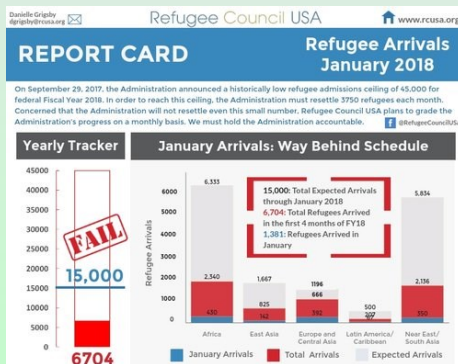 Danielle Grigsby
dgrigsby@rcusa.org
Refugee Council USA
www.rcusa.org
REPORT CARD
Refugee Arrivals
January 2018
On September 29, 2017, the Administration announced a historically low refugee admissions ceiling of 45,000 for
federal Fiscal Year 2018. In order to reach this ceiling, the Administration must resettle 3750 refugees each month.
Concerned that the Administration will not resettle even this small number, Refugee Council USA plans to grade the
Administration's progress on a monthly basis. We must hold the Administration accountable.
@RefugeeCouncilUS
Yearly Tracker
45000
40000
35000
30000
25000
20000
15000
10000
5000
0
FAIL
15,000
6704
January Arrivals: Way Behind Schedule
Refugee Arrivals
6000
5000
4000
3000
2000
1000
0
15,000: Total Expected Arrivals
through January 2018
6,704: Total Refugees Arrived
in the first 4 months of FY18
1,381: Refugees Arrived in
January
6,333
2,340
430
1,667
825
142
1196
666
392
500
207
5,834
2,136
350
Africa
East Asia
Europe and
Central Asia
Latin America/
Caribbean
Near East/
South Asia
January Arrivals
Total Arrivals
Expected Arrivals